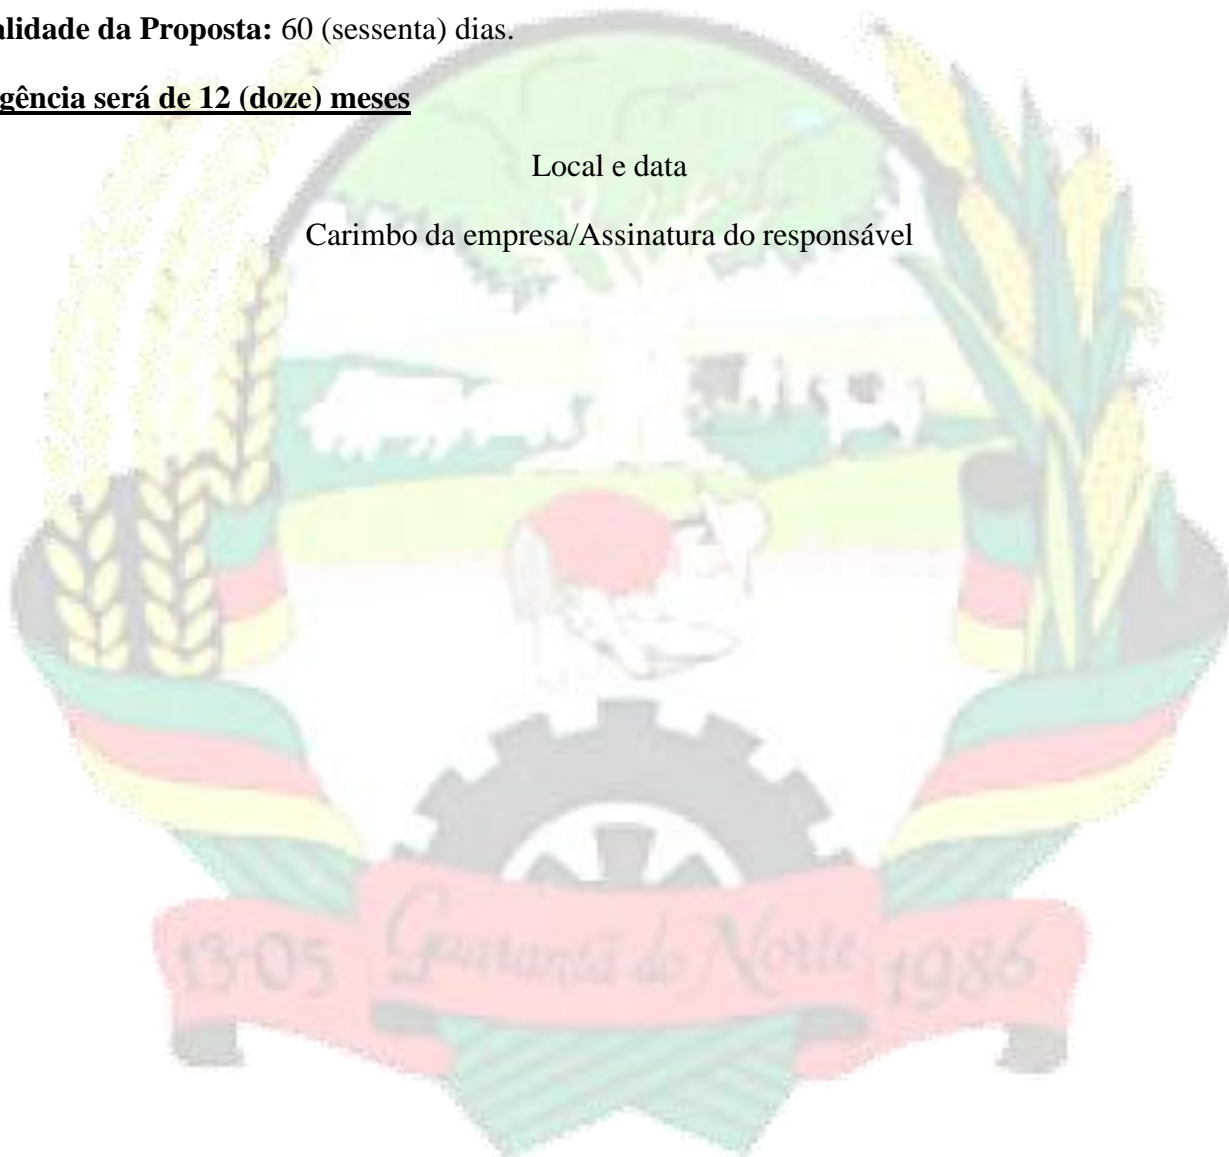 alidade da Proposta: 60 (sessenta) dias.
gência será de 12 (doze) meses
Local e data
Carimbo da empresa/Assinatura do responsável
13-05 Guarantã do Norte 1986